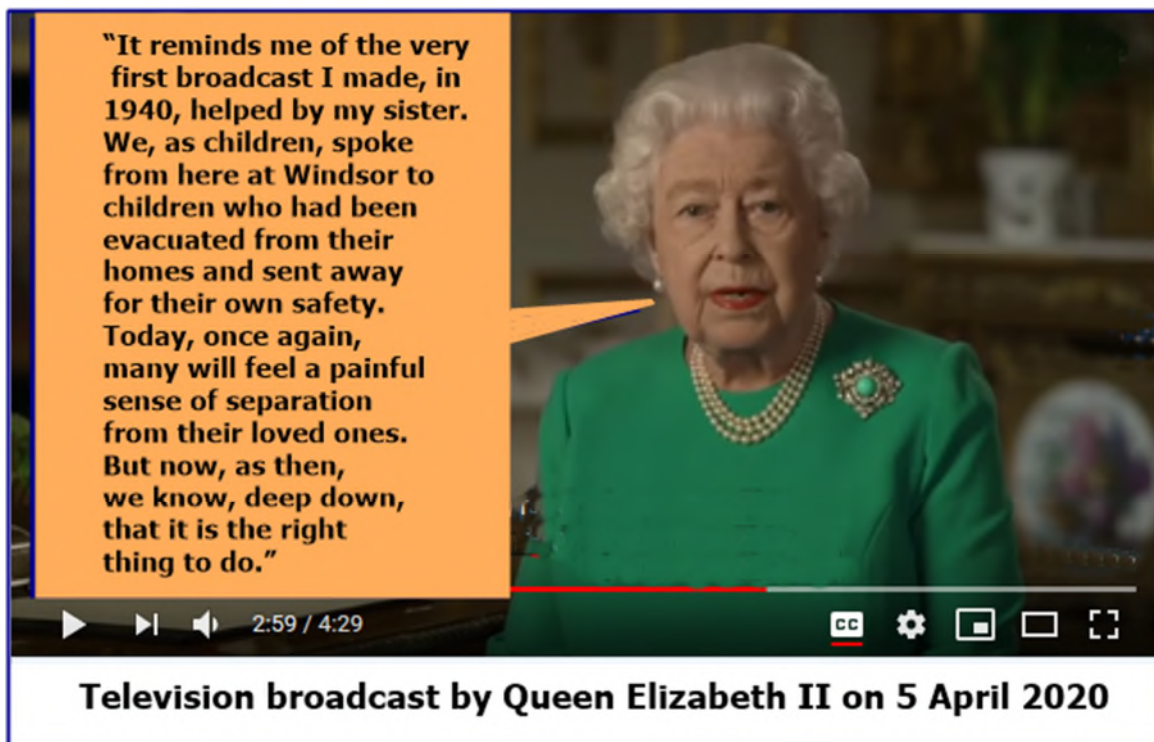 “It reminds me of the very
first broadcast I made, in
1940, helped by my sister.
We, as children, spoke
from here at Windsor to
children who had been
evacuated from their
homes and sent away
for their own safety.
Today, once again,
many will feel a painful
sense of separation
from their loved ones.
But now, as then,
we know, deep down,
that it is the right
thing to do.”
2:59 / 4:29
CC
Television broadcast by Queen Elizabeth II on 5 April 2020